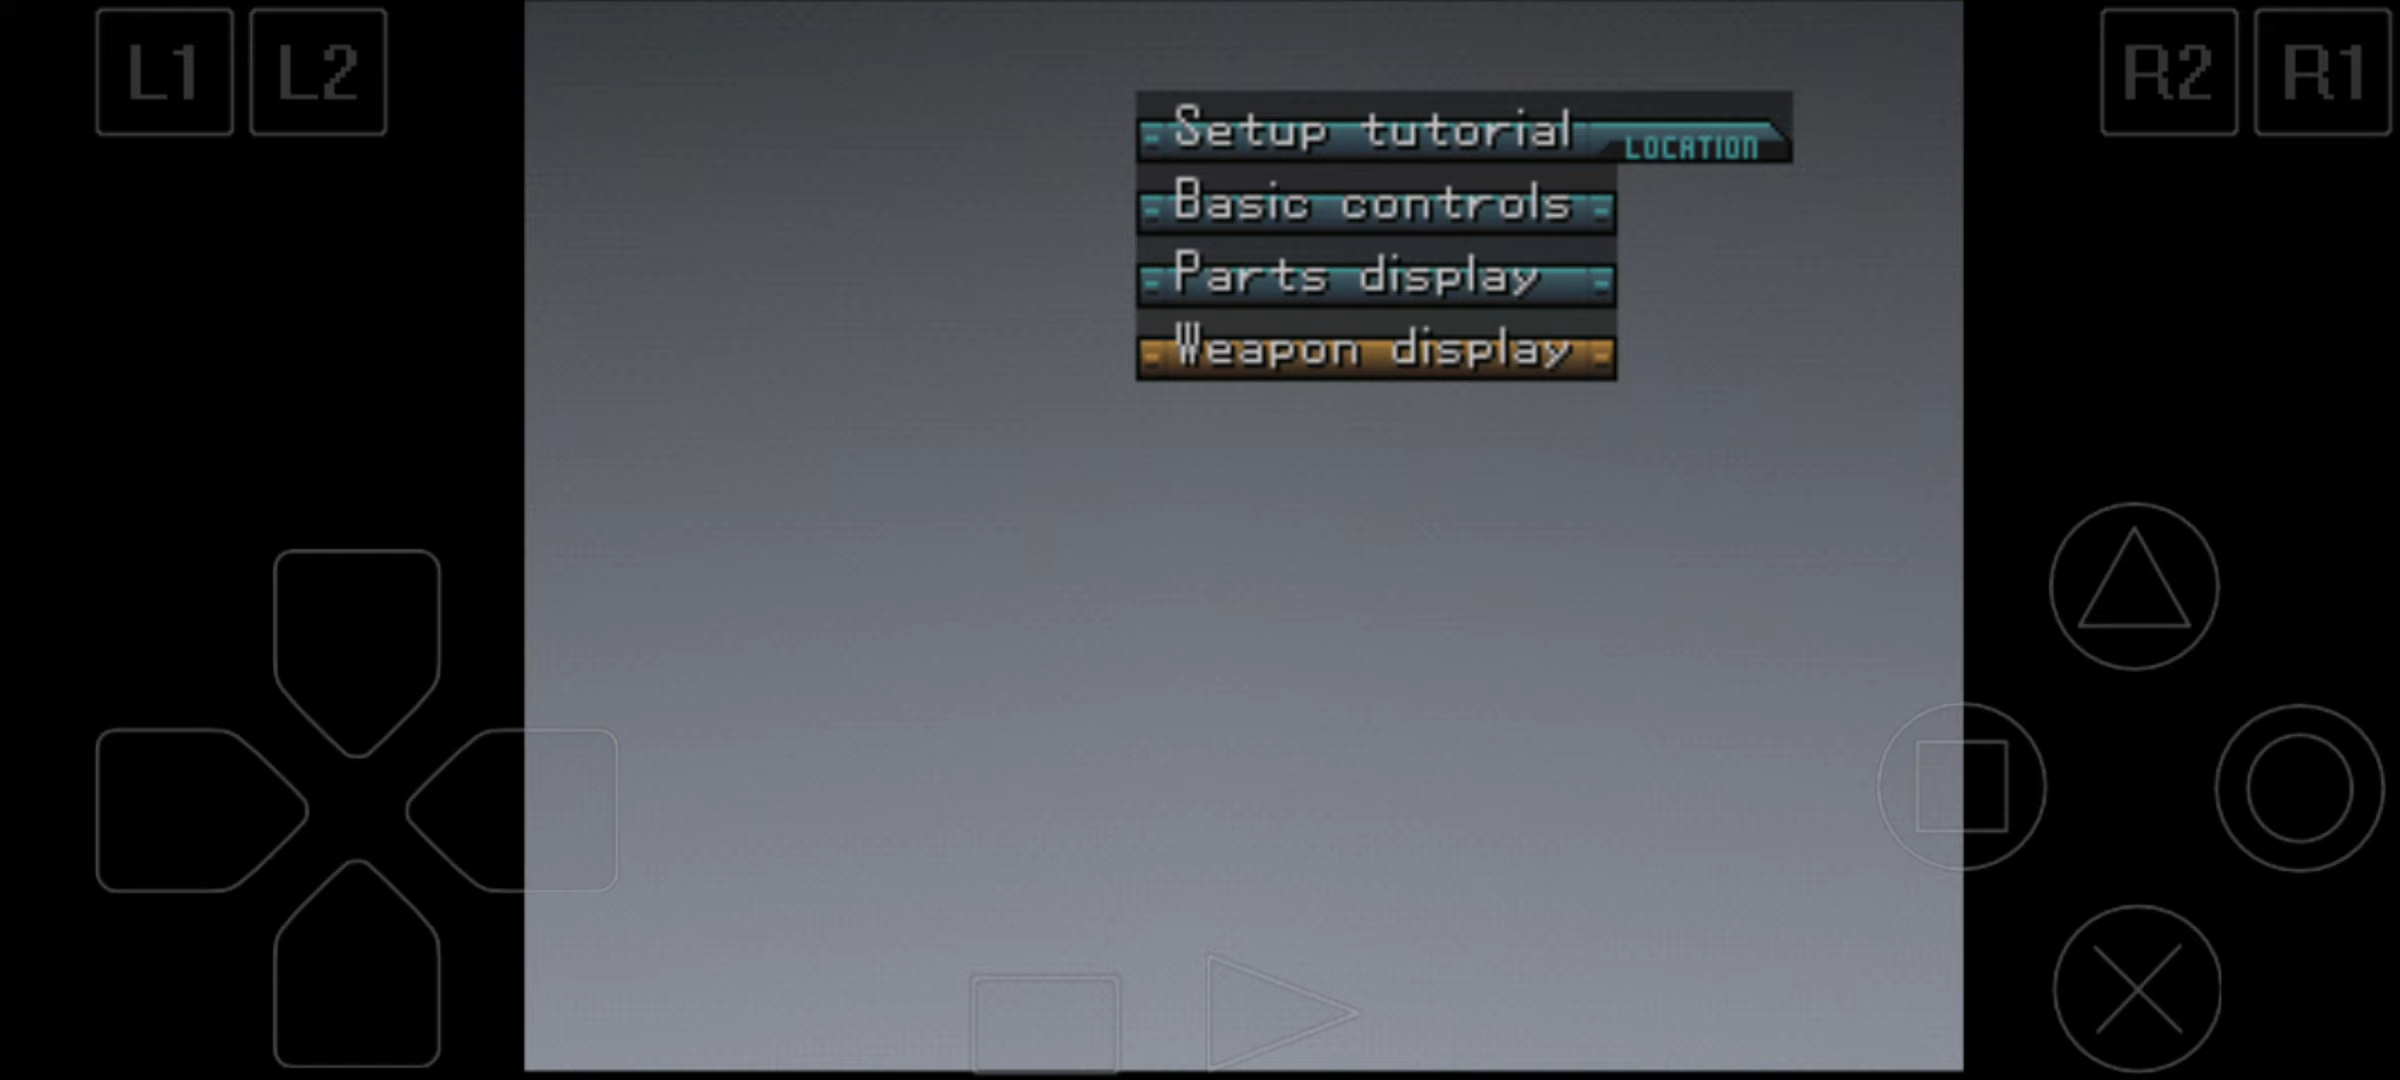 L1 L2 R2 R1
Setup tutorial
LOCATION
Basic controls
Parts display
Weapon display